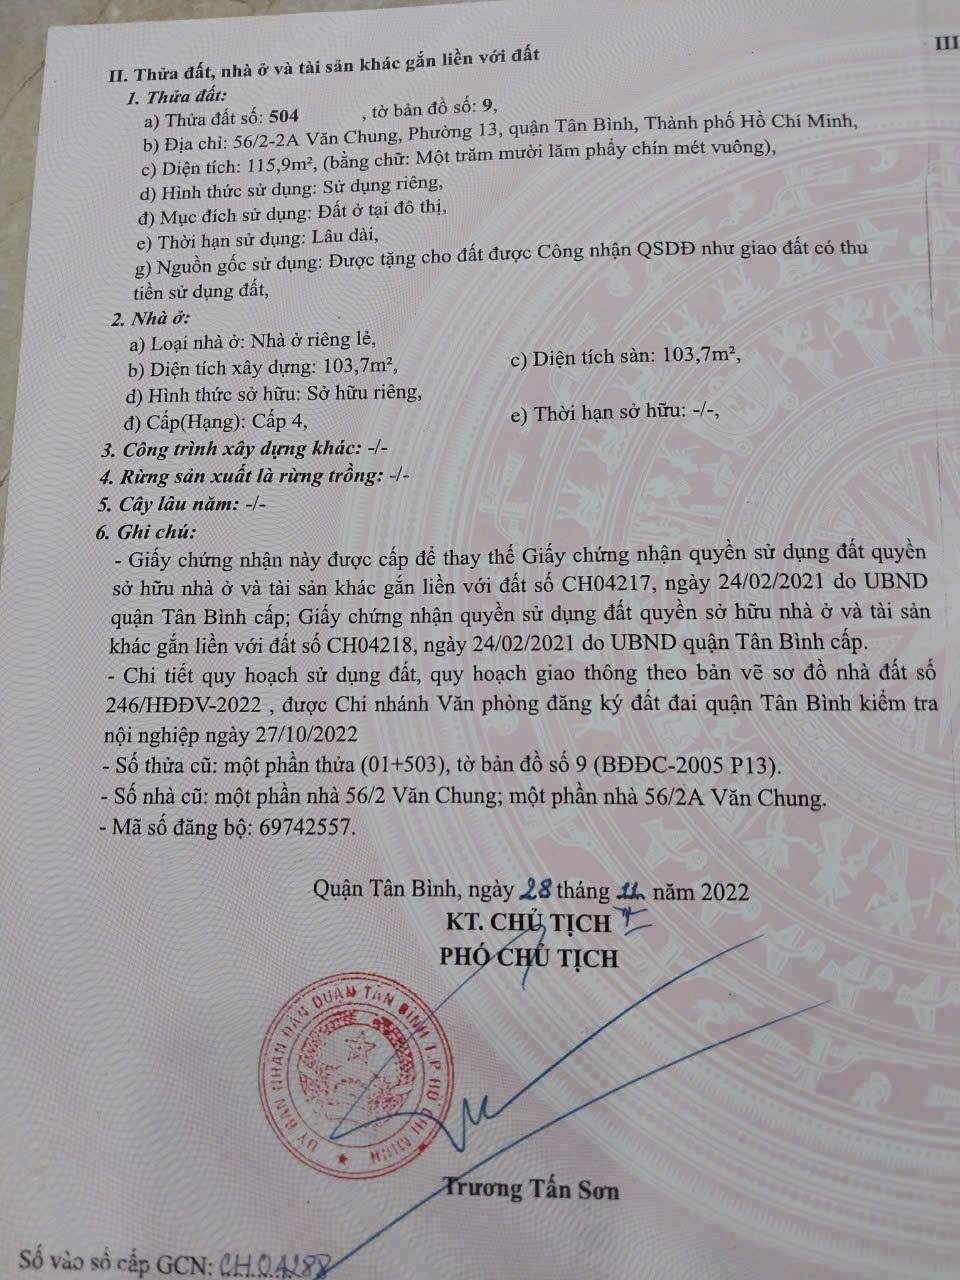 III
II. Thửa đất, nhà ở và tài sản khác gắn liền với đất
1. Thửa đất:
a) Thửa đất số: 504 , tờ bản đồ số: 9,
b) Địa chỉ: 56/2-2A Văn Chung, Phường 13, quận Tân Bình, Thành phố Hồ Chí Minh,
c) Diện tích: 115,9m², (bằng chữ: Một trăm mười lăm phẩy chín mét vuông),
d) Hình thức sử dụng: Sử dụng riêng,
đ) Mục đích sử dụng: Đất ở tại đô thị,
e) Thời hạn sử dụng: Lâu dài,
g) Nguồn gốc sử dụng: Được tặng cho đất được Công nhận QSDĐ như giao đất có thu
tiền sử dụng đất,
2. Nhà ở:
a) Loại nhà ở: Nhà ở riêng lẻ,
b) Diện tích xây dựng: 103,7m², c) Diện tích sàn: 103,7m²,
d) Hình thức sở hữu: Sở hữu riêng,
đ) Cấp(Hạng): Cấp 4, e) Thời hạn sở hữu: -/-,
3. Công trình xây dựng khác: -/-
4. Rừng sản xuất là rừng trồng: -/-
5. Cây lâu năm: -/-
6. Ghi chú:
- Giấy chứng nhận này được cấp để thay thế Giấy chứng nhận quyền sử dụng đất quyền
sở hữu nhà ở và tài sản khác gắn liền với đất số CH04217, ngày 24/02/2021 do UBND
quận Tân Bình cấp; Giấy chứng nhận quyền sử dụng đất quyền sở hữu nhà ở và tài sản
khác gắn liền với đất số CH04218, ngày 24/02/2021 do UBND quận Tân Bình cấp.
- Chi tiết quy hoạch sử dụng đất, quy hoạch giao thông theo bản vẽ sơ đồ nhà đất số
246/HĐĐV-2022 , được Chi nhánh Văn phòng đăng ký đất đai quận Tân Bình kiểm tra
nội nghiệp ngày 27/10/2022
- Số thửa cũ: một phần thửa (01+503), tờ bản đồ số 9 (BĐĐC-2005 P13).
- Số nhà cũ: một phần nhà 56/2 Văn Chung; một phần nhà 56/2A Văn Chung.
- Mã số đăng bộ: 69742557.
Quận Tân Bình, ngày 28 tháng 11 năm 2022
KT. CHỦ TỊCH
PHÓ CHỦ TỊCH
ỦY BAN NHÂN DÂN QUẬN TÂN BÌNH T.P HỒ CHÍ MINH
Trương Tấn Sơn
Số vào sổ cấp GCN: CH04288